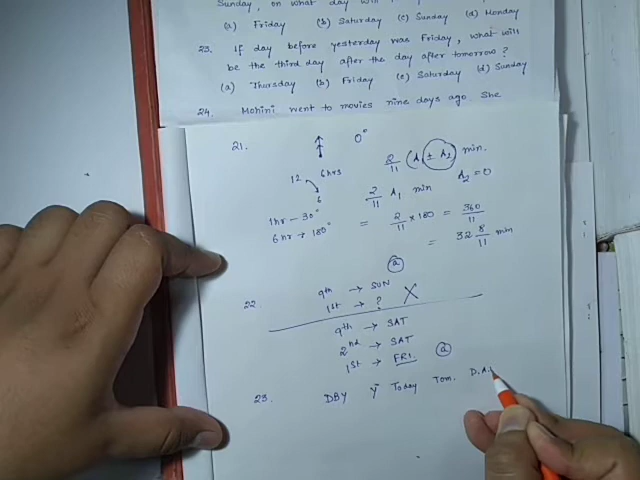 Sunday, on what day will
(a) Friday (b) Saturday (c) Sunday (d) Monday
23. If day before yesterday was Friday, what will
be the third day after the day after tomorrow?
(a) Thursday (b) Friday (c) Saturday (d) Sunday
24. Mohini went to movies nine days ago. She
21. 0°
2/11 (A₁ ± A₂) min.
12 6 hrs
6
2/11 A₁ min A₂ = 0
1hr – 30°
6 hr → 180°
= 2/11 × 180 = 360/11
= 32 8/11 min
(a)
22. 9th → SUN
1st → ? X
9th → SAT
2nd → SAT
1st → FRI. (a)
23. DBY Y Today Tom. D.A.